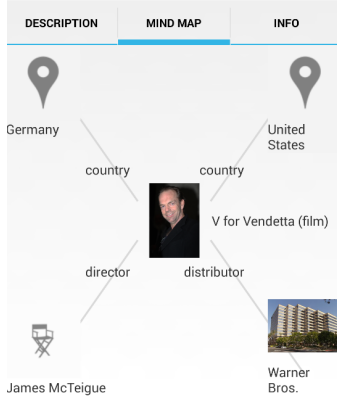 DESCRIPTION
MIND MAP
INFO
Germany
United
States
country
country
V for Vendetta (film)
director
distributor
James McTeigue
Warner
Bros.